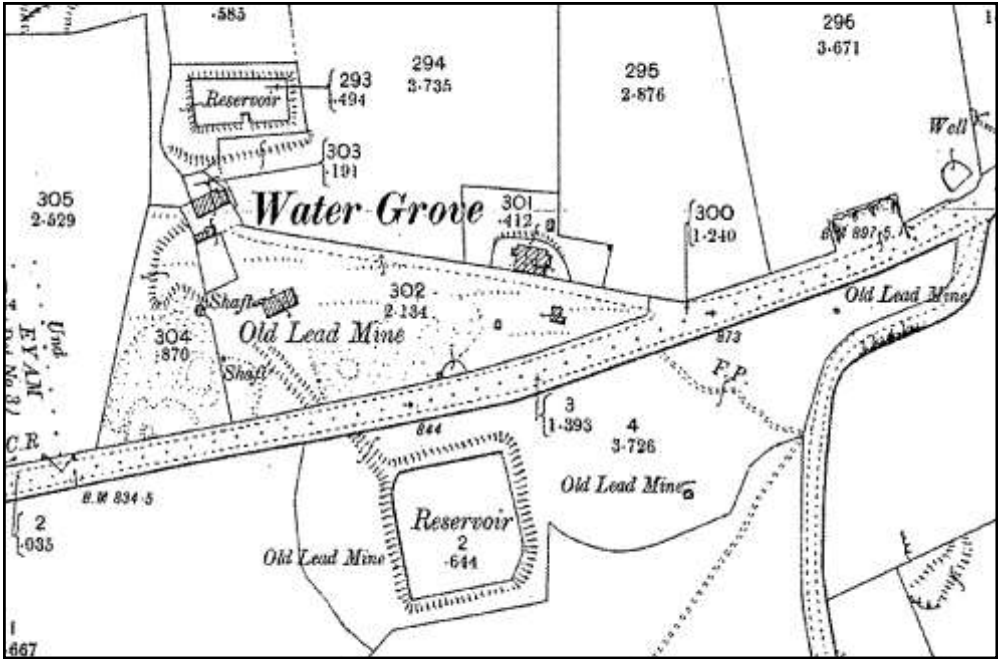 ·585
296
3·671
294
3·735
293
·494
295
2·876
Reservoir
Well
303
·191
305
2·529
Water Grove
301
·412
300
1·240
B.M 897·5
Shaft
302
2·134
Old Lead Mine
Old Lead Mine
304
·870
873
Und
EYAM
Shaft
F.P.
C.R
3
1·393
844
4
3·726
B.M 834·5
Old Lead Mine
2
·035
Reservoir
2
·644
Old Lead Mine
1
·667